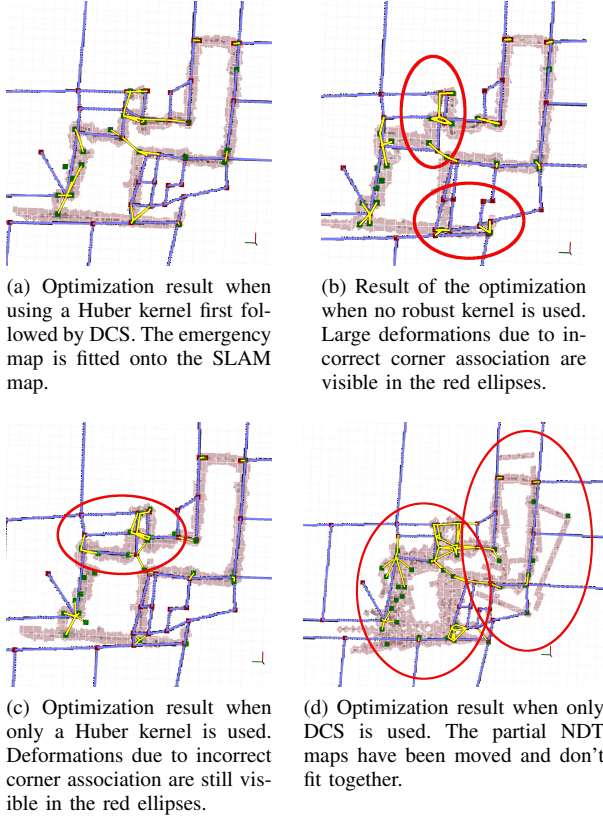 (a) Optimization result when
using a Huber kernel first fol-
lowed by DCS. The emergency
map is fitted onto the SLAM
map.
(b) Result of the optimization
when no robust kernel is used.
Large deformations due to in-
correct corner association are
visible in the red ellipses.
(c) Optimization result when
only a Huber kernel is used.
Deformations due to incorrect
corner association are still vis-
ible in the red ellipses.
(d) Optimization result when only
DCS is used. The partial NDT
maps have been moved and don't
fit together.